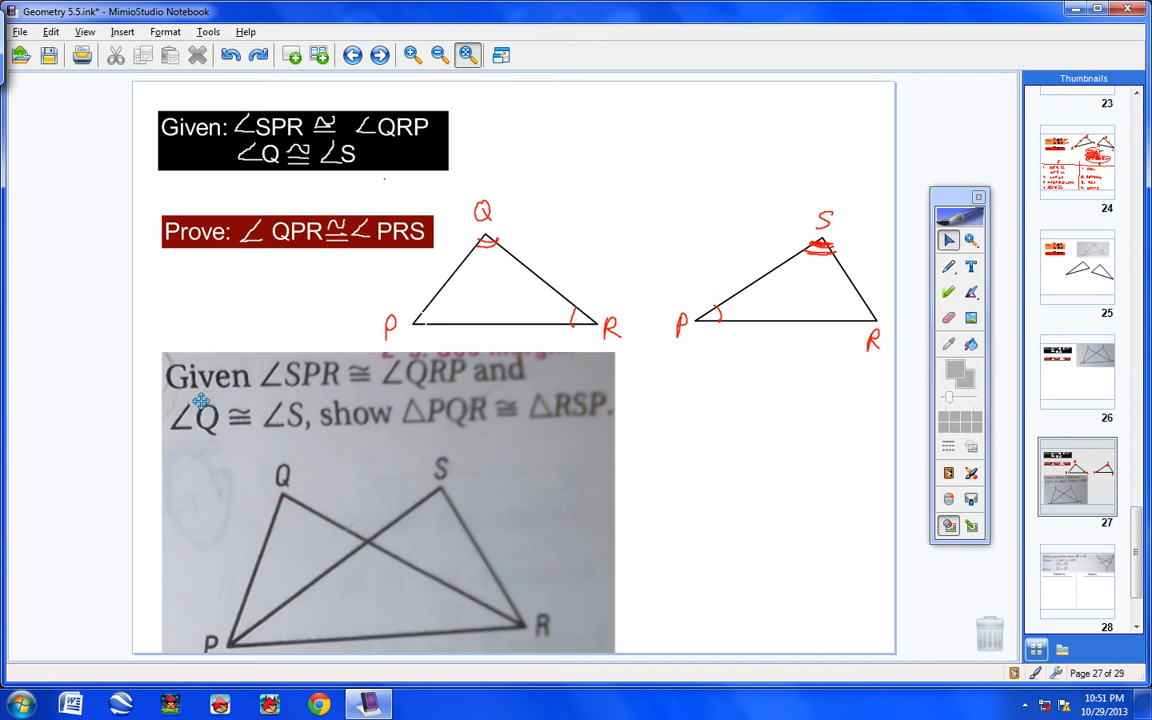 Geometry 5.5.ink* - MimioStudio Notebook
File Edit View Insert Format Tools Help
Thumbnails
23
24
25
26
27
28
Given: ∠SPR ≅ ∠QRP
∠Q ≅ ∠S
Prove: ∠ QPR ≅ ∠ PRS
Q
P
R
S
P
R
Given ∠SPR ≅ ∠QRP and
∠Q ≅ ∠S, show △PQR ≅ △RSP.
Q
S
P
R
Page 27 of 29
10:51 PM
10/29/2013